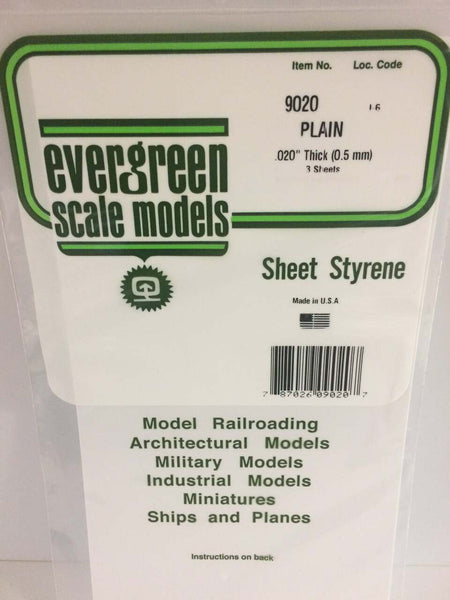 Item No. Loc. Code
9020 I-6
PLAIN
.020" Thick (0.5 mm)
3 Sheets
evergreen
scale models
Sheet Styrene
Made in U.S.A
7 87026 09020 7
Model Railroading
Architectural Models
Military Models
Industrial Models
Miniatures
Ships and Planes
Instructions on back